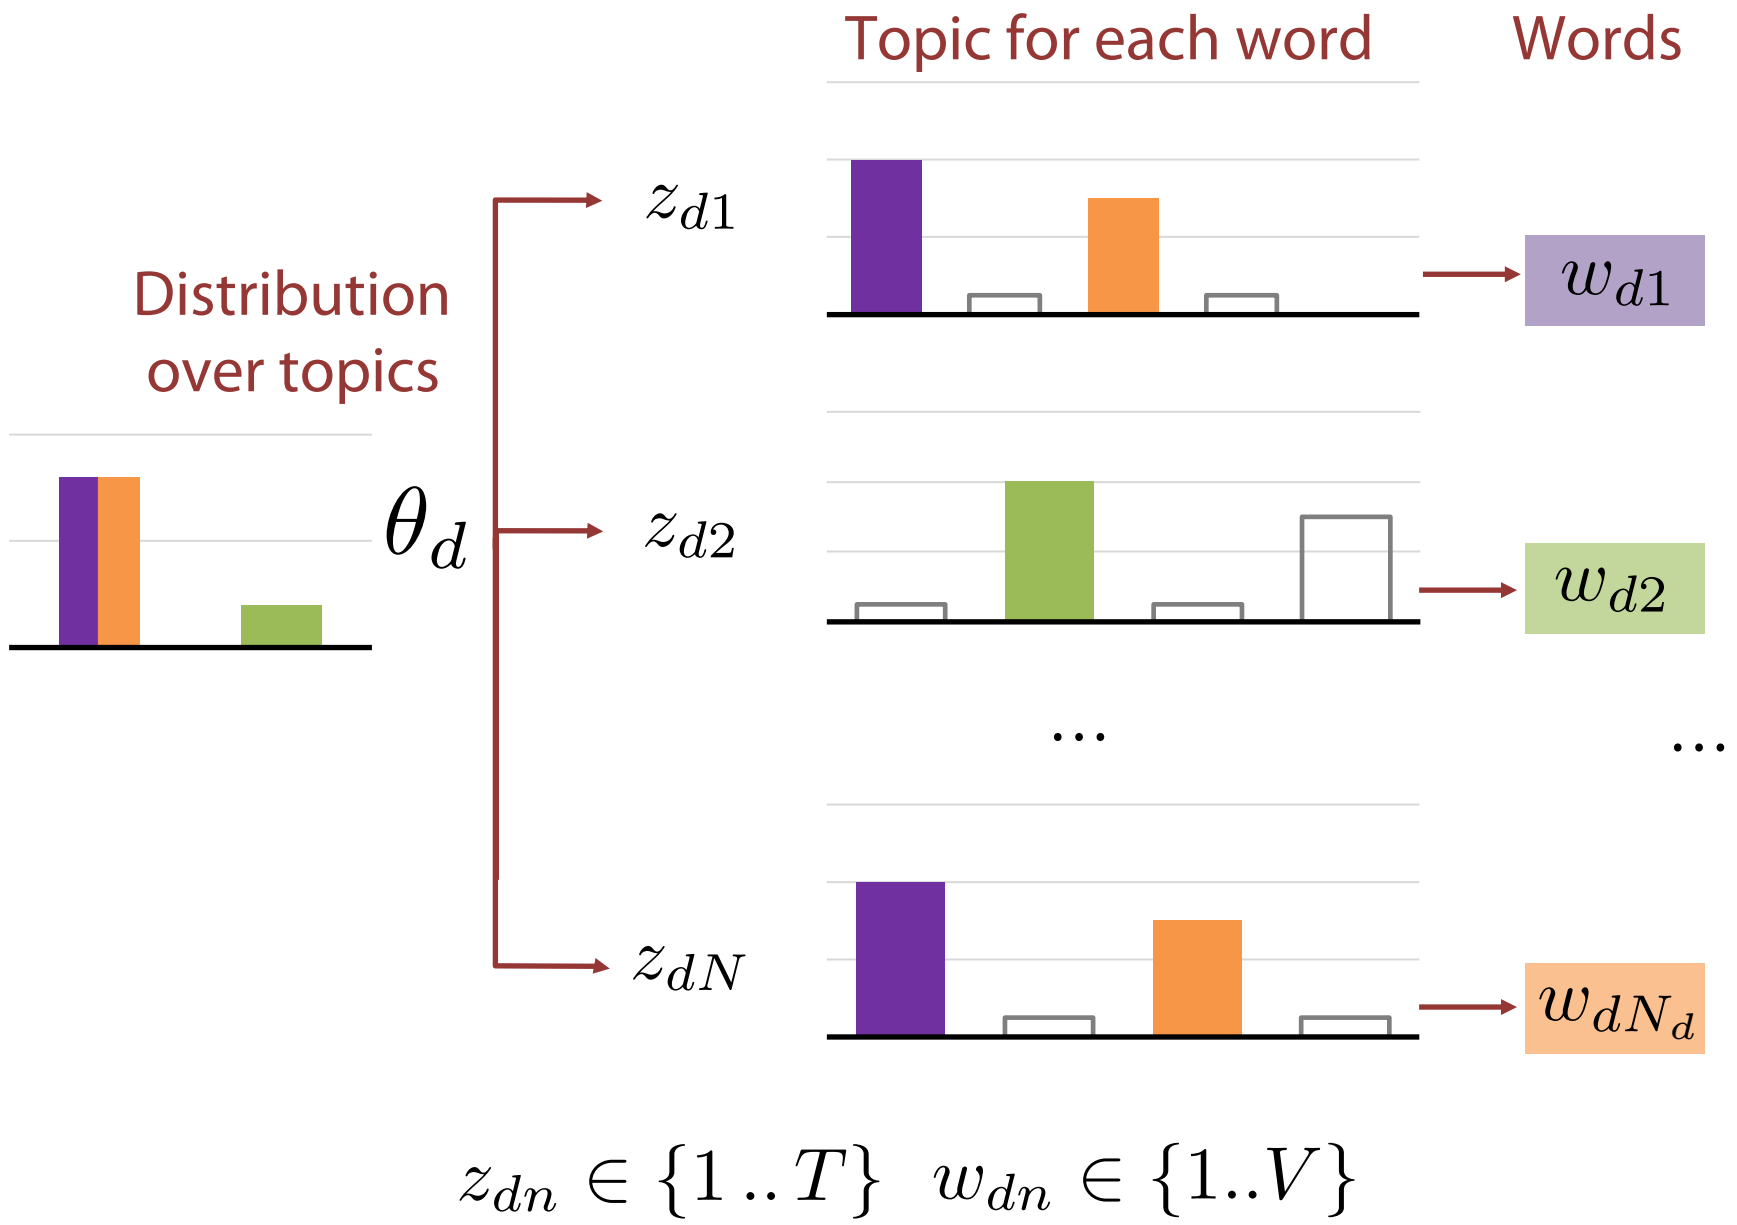 Topic for each word Words
z_{d1}
w_{d1}
Distribution
over topics
θ_d
z_{d2}
w_{d2}
... ...
z_{dN}
w_{dN_d}
z_{dn} ∈ {1 .. T} w_{dn} ∈ {1..V}